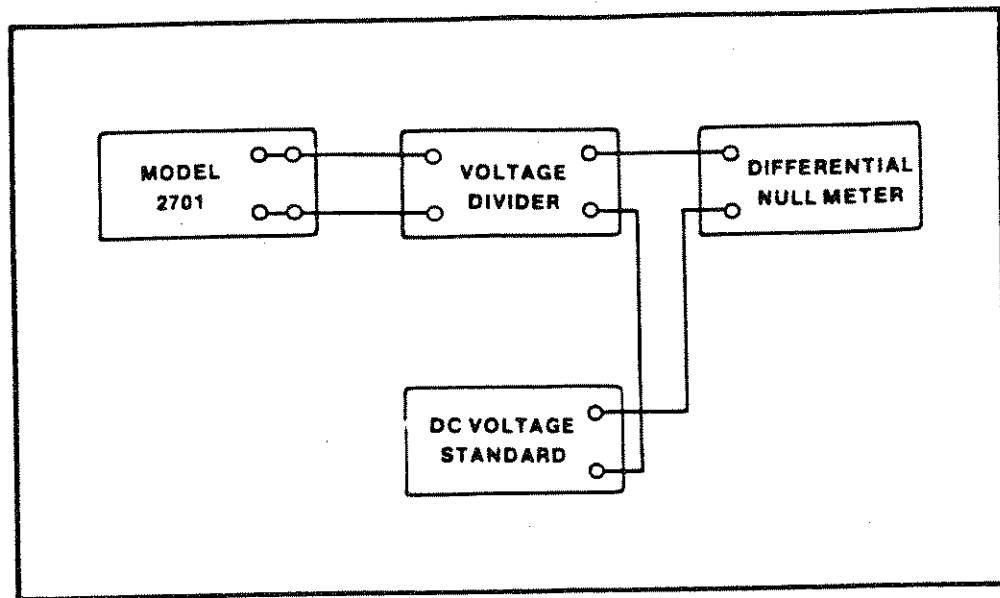 MODEL
2701
VOLTAGE
DIVIDER
DIFFERENTIAL
NULL METER
DC VOLTAGE
STANDARD